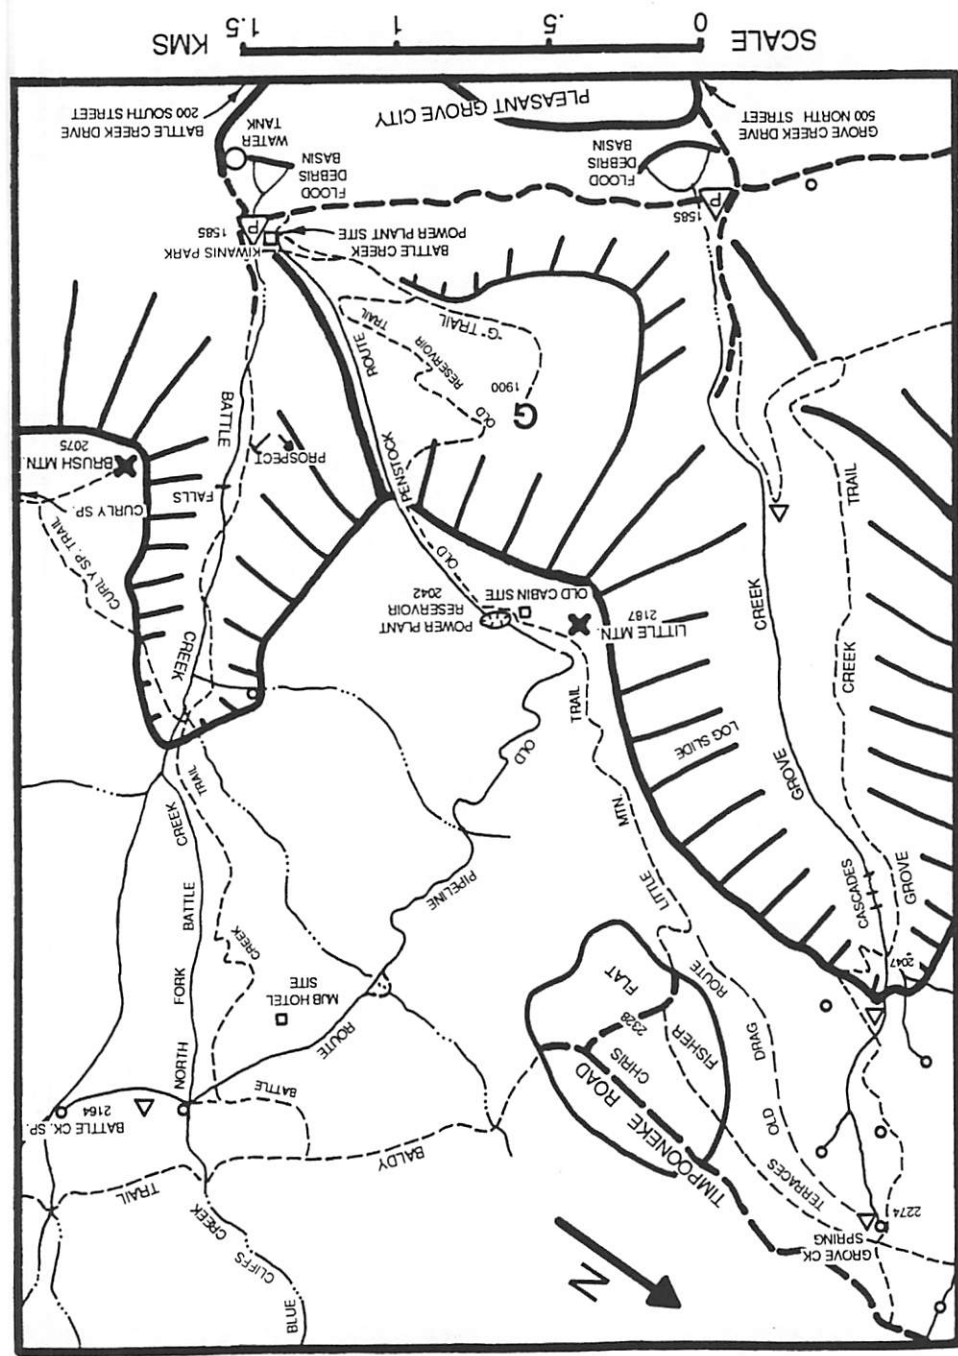 BLUE
CLIFFS
CREEK
N
GROVE CK
SPRING
2274
TERRACES
OLD
DRAG
ROUTE
TIMPOONEKE
ROAD
CHRIS
FISHER
FLAT
2328
BALDY
TRAIL
BATTLE CK. SP.
2164
BATTLE
CREEK
TRAIL
NORTH
FORK
BATTLE
CREEK
MJB HOTEL
SITE
OLD
PIPELINE
ROUTE
2047
GROVE
CREEK
TRAIL
CASCADES
GROVE
CREEK
LOG SLIDE
LITTLE
MTN.
TRAIL
LITTLE MTN.
2187
OLD CABIN SITE
POWER PLANT
RESERVOIR
2042
OLD
PENSTOCK
ROUTE
CREEK
BATTLE
FALLS
PROSPECT
CURLY SP. TRAIL
CURLY SP.
BRUSH MTN.
2075
G
1900
"G" TRAIL
OLD
RESERVOIR
TRAIL
P
1585
KIWANIS PARK
BATTLE CREEK
POWER PLANT SITE
P
1585
FLOOD
DEBRIS
BASIN
FLOOD
DEBRIS
BASIN
WATER
TANK
GROVE CREEK DRIVE
500 NORTH STREET
PLEASANT GROVE CITY
BATTLE CREEK DRIVE
200 SOUTH STREET
SCALE 0 .5 1 1.5 KMS